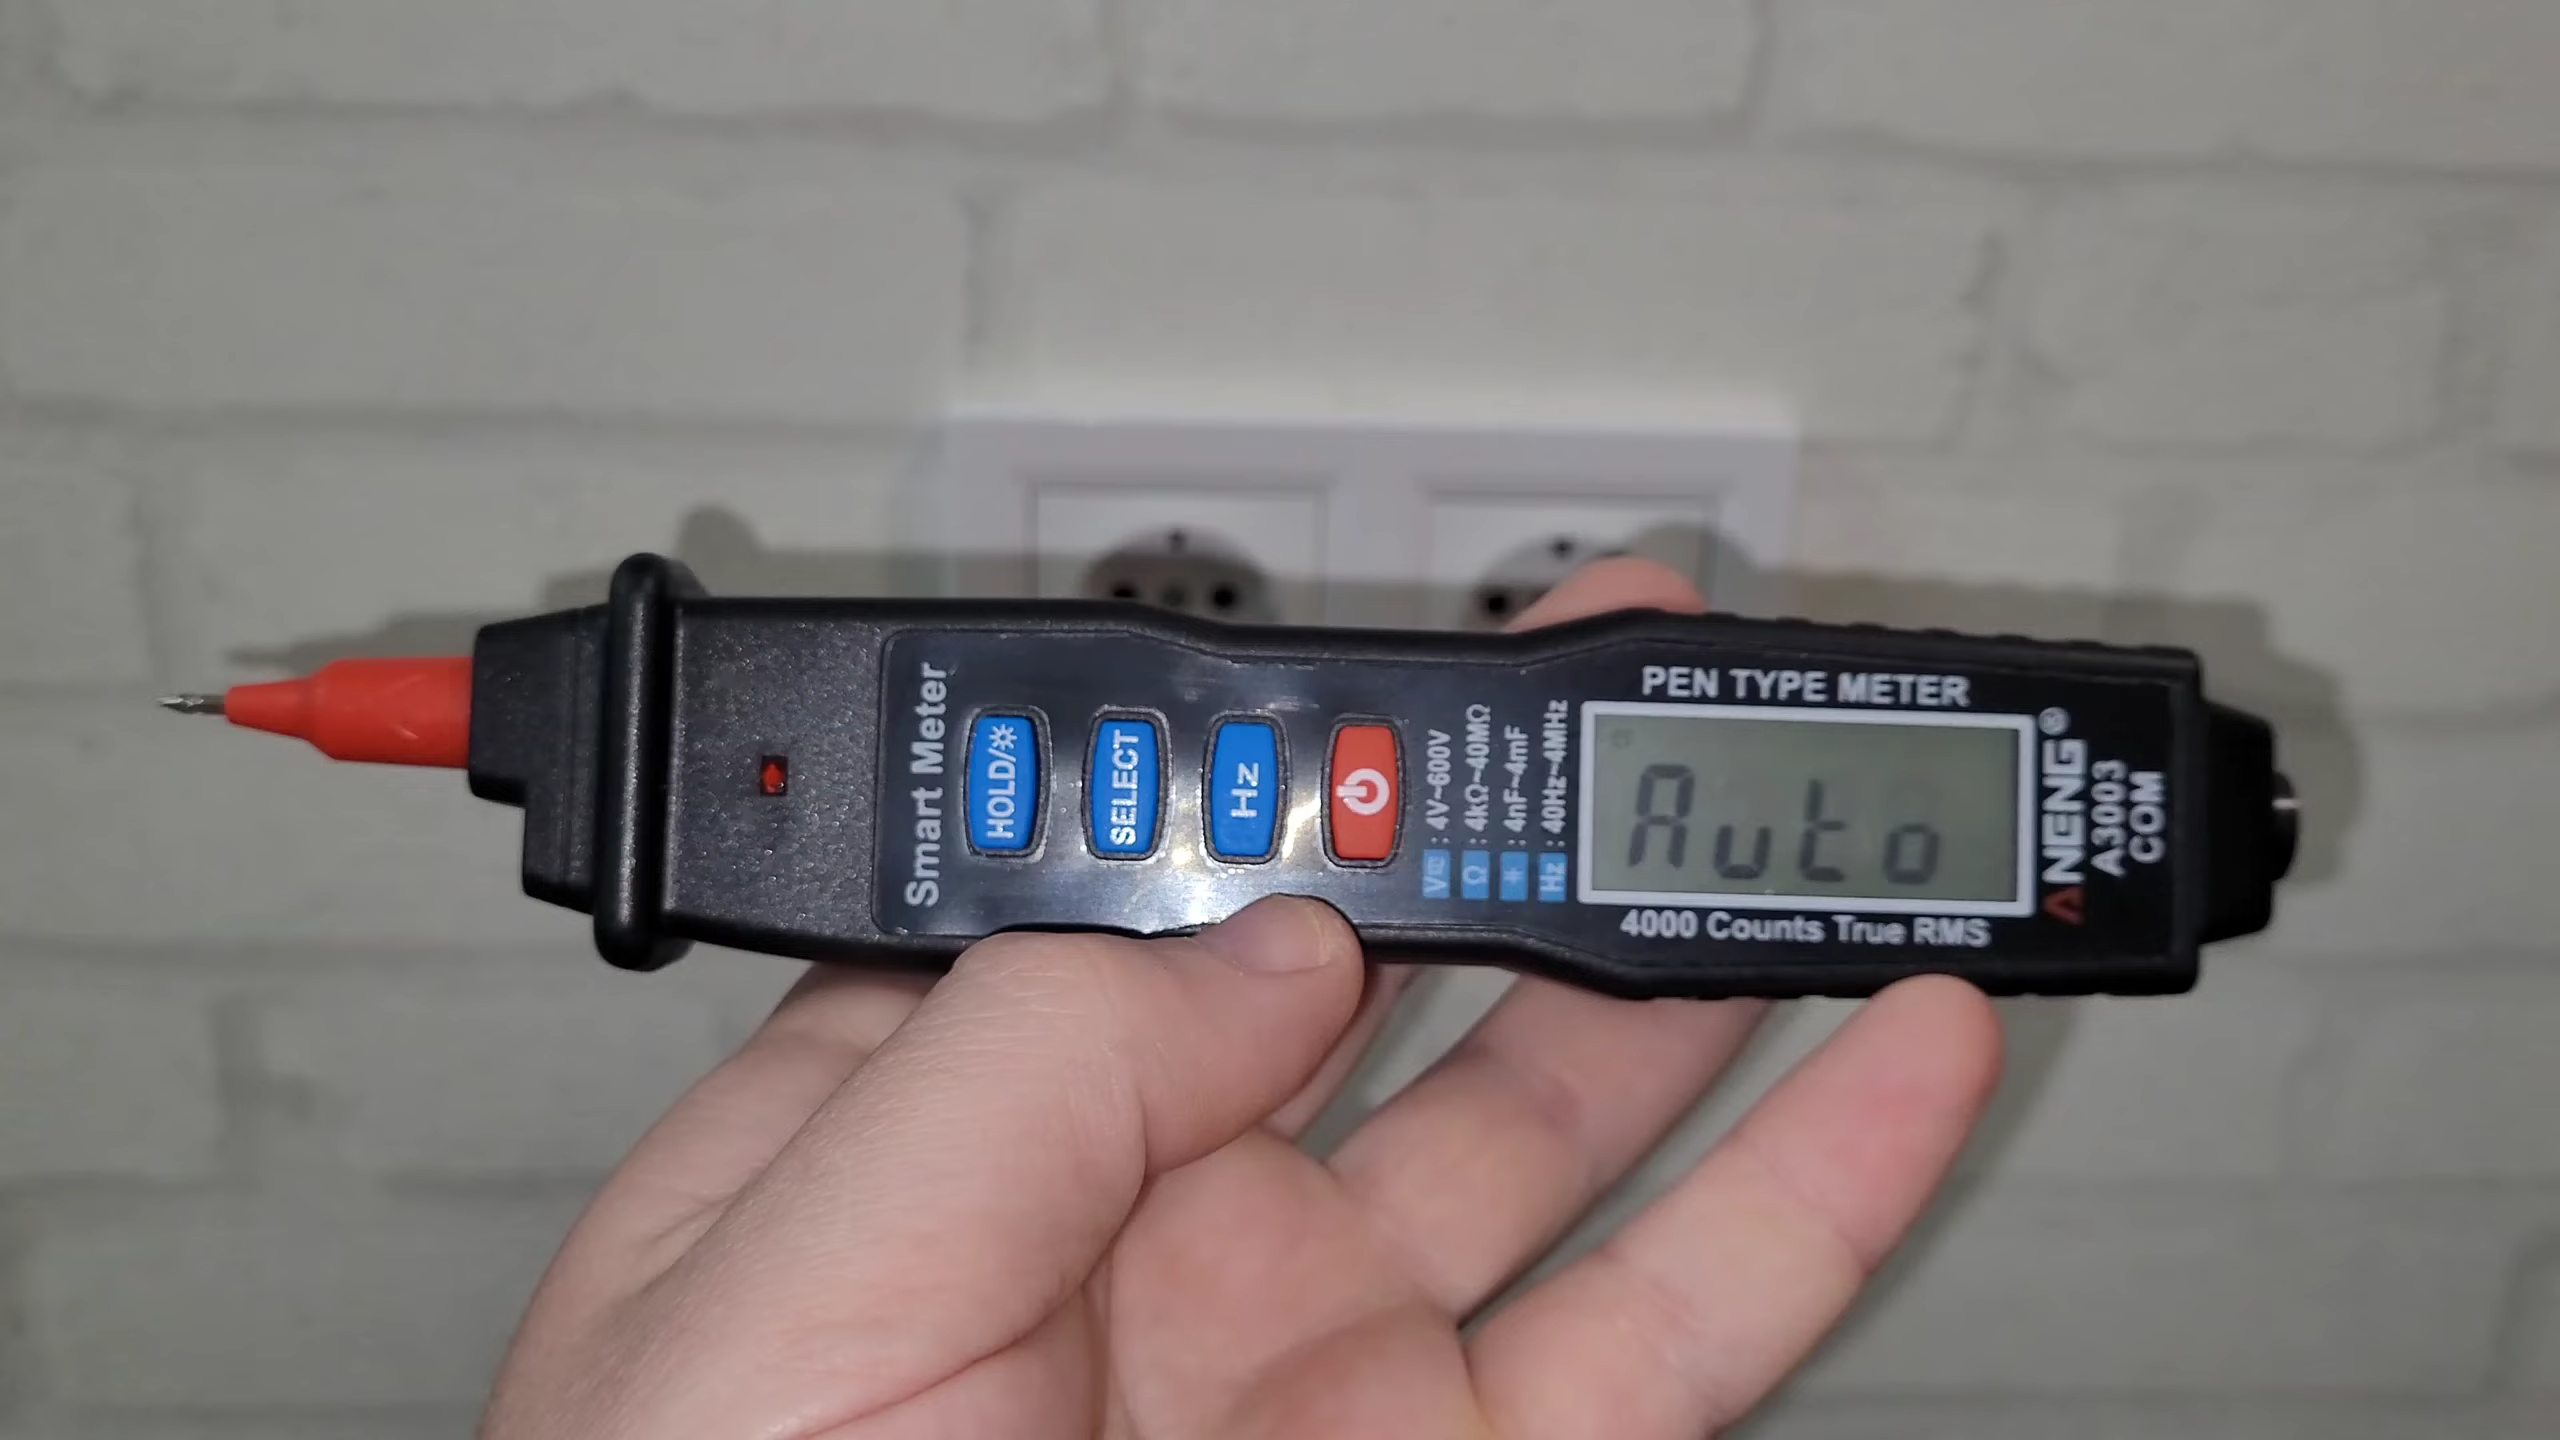 Smart Meter
HOLD/☼
SELECT
Hz
V: 4V~600V
Ω: 4kΩ~40MΩ
: 4nF~4mF
Hz: 40Hz~4MHz
PEN TYPE METER
Auto
4000 Counts True RMS
ANENG®
A3003
COM